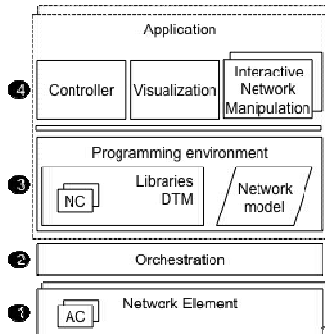 Application
4
Controller
Visualization
Interactive
Network
Manipulation
Programming environment
3
NC
Libraries
DTM
Network
model
2
Orchestration
1
AC
Network Element